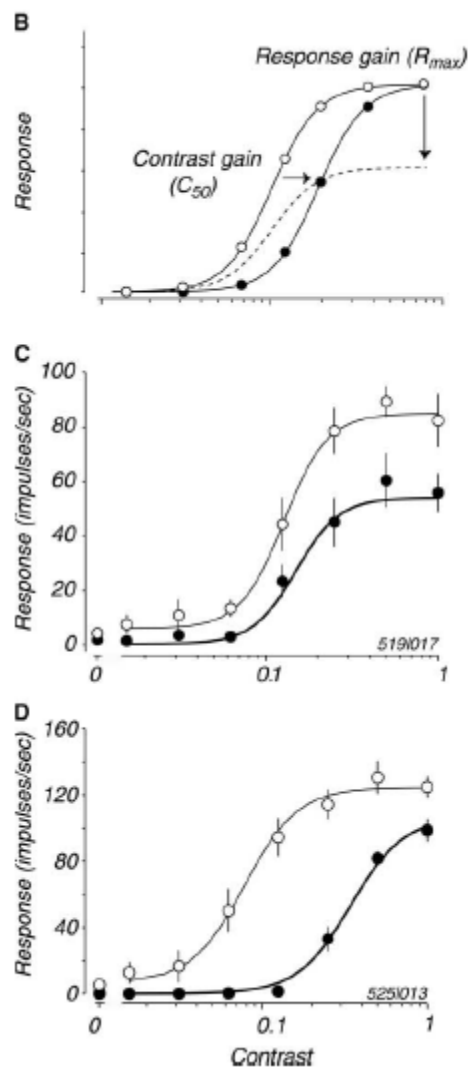 B
Response gain (Rmax)
Contrast gain
(C50)
Response
C
Response (impulses/sec)
100
80
60
40
20
0
519l017
0
0.1
1
D
Response (impulses/sec)
160
120
80
40
0
525l013
0
0.1
1
Contrast